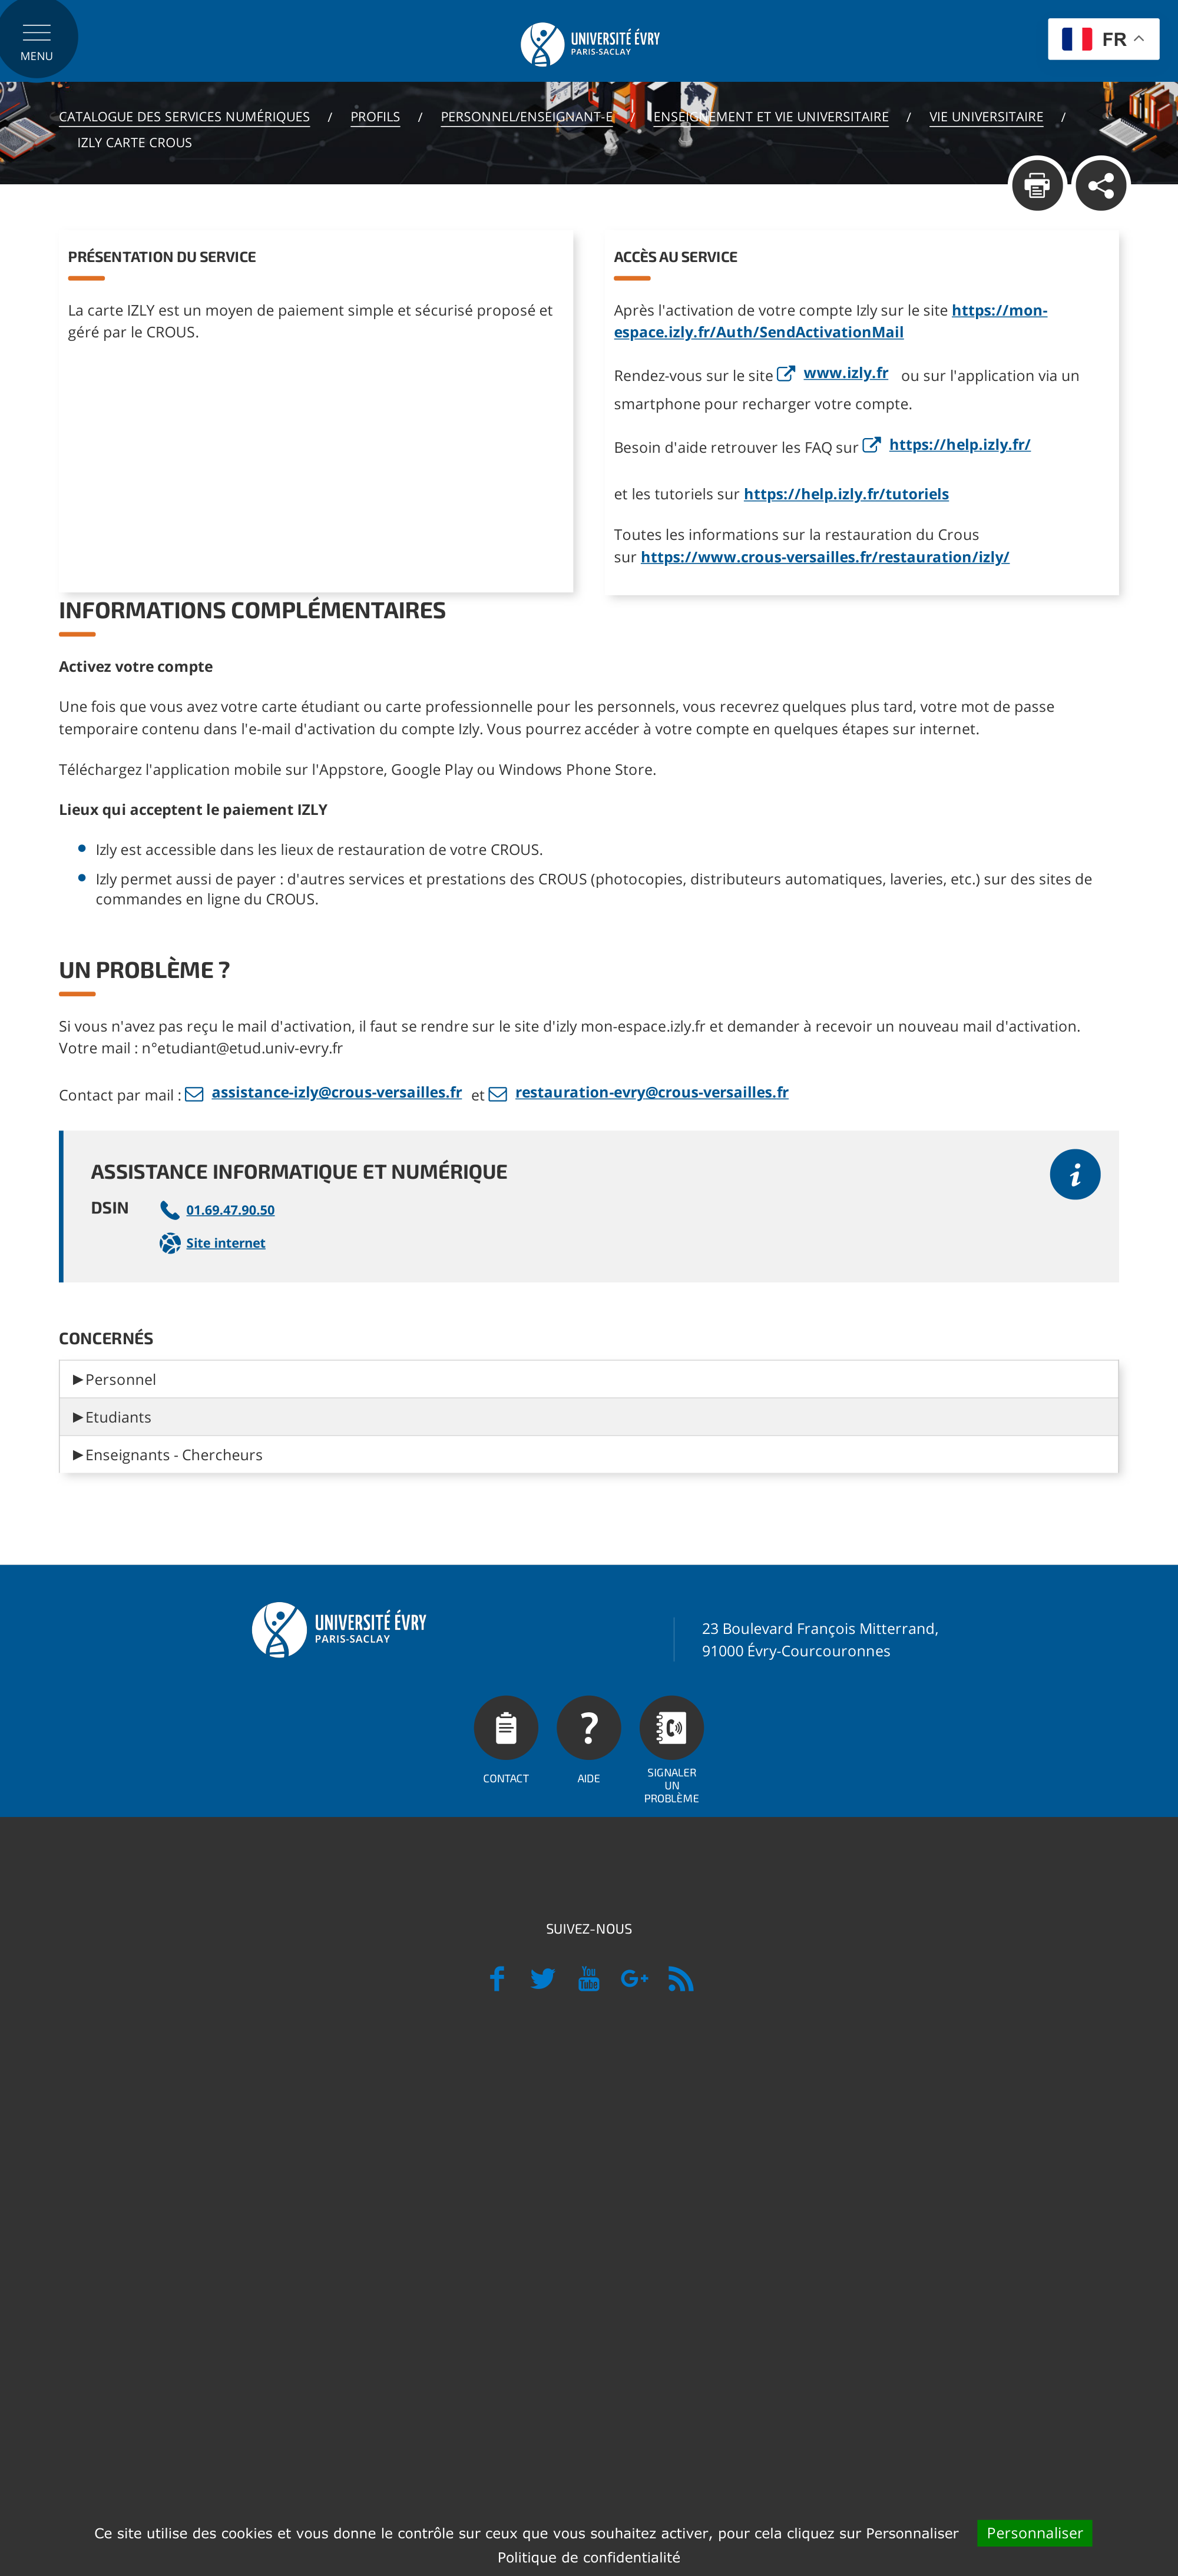 MENU
UNIVERSITÉ ÉVRY
PARIS-SACLAY
FR
CATALOGUE DES SERVICES NUMÉRIQUES / PROFILS / PERSONNEL/ENSEIGNANT-E / ENSEIGNEMENT ET VIE UNIVERSITAIRE / VIE UNIVERSITAIRE /
IZLY CARTE CROUS
PRÉSENTATION DU SERVICE
La carte IZLY est un moyen de paiement simple et sécurisé proposé et
géré par le CROUS.
ACCÈS AU SERVICE
Après l'activation de votre compte Izly sur le site https://mon-
espace.izly.fr/Auth/SendActivationMail
Rendez-vous sur le site www.izly.fr ou sur l'application via un
smartphone pour recharger votre compte.
Besoin d'aide retrouver les FAQ sur https://help.izly.fr/
et les tutoriels sur https://help.izly.fr/tutoriels
Toutes les informations sur la restauration du Crous
sur https://www.crous-versailles.fr/restauration/izly/
INFORMATIONS COMPLÉMENTAIRES
Activez votre compte
Une fois que vous avez votre carte étudiant ou carte professionnelle pour les personnels, vous recevrez quelques plus tard, votre mot de passe
temporaire contenu dans l'e-mail d'activation du compte Izly. Vous pourrez accéder à votre compte en quelques étapes sur internet.
Téléchargez l'application mobile sur l'Appstore, Google Play ou Windows Phone Store.
Lieux qui acceptent le paiement IZLY
Izly est accessible dans les lieux de restauration de votre CROUS.
Izly permet aussi de payer : d'autres services et prestations des CROUS (photocopies, distributeurs automatiques, laveries, etc.) sur des sites de
commandes en ligne du CROUS.
UN PROBLÈME ?
Si vous n'avez pas reçu le mail d'activation, il faut se rendre sur le site d'izly mon-espace.izly.fr et demander à recevoir un nouveau mail d'activation.
Votre mail : n°etudiant@etud.univ-evry.fr
Contact par mail : assistance-izly@crous-versailles.fr et restauration-evry@crous-versailles.fr
ASSISTANCE INFORMATIQUE ET NUMÉRIQUE
DSIN 01.69.47.90.50
Site internet
CONCERNÉS
▶Personnel
▶Etudiants
▶Enseignants - Chercheurs
UNIVERSITÉ ÉVRY
PARIS-SACLAY
23 Boulevard François Mitterrand,
91000 Évry-Courcouronnes
CONTACT
AIDE
SIGNALER
UN
PROBLÈME
SUIVEZ-NOUS
You
Tube
Ce site utilise des cookies et vous donne le contrôle sur ceux que vous souhaitez activer, pour cela cliquez sur Personnaliser Personnaliser
Politique de confidentialité